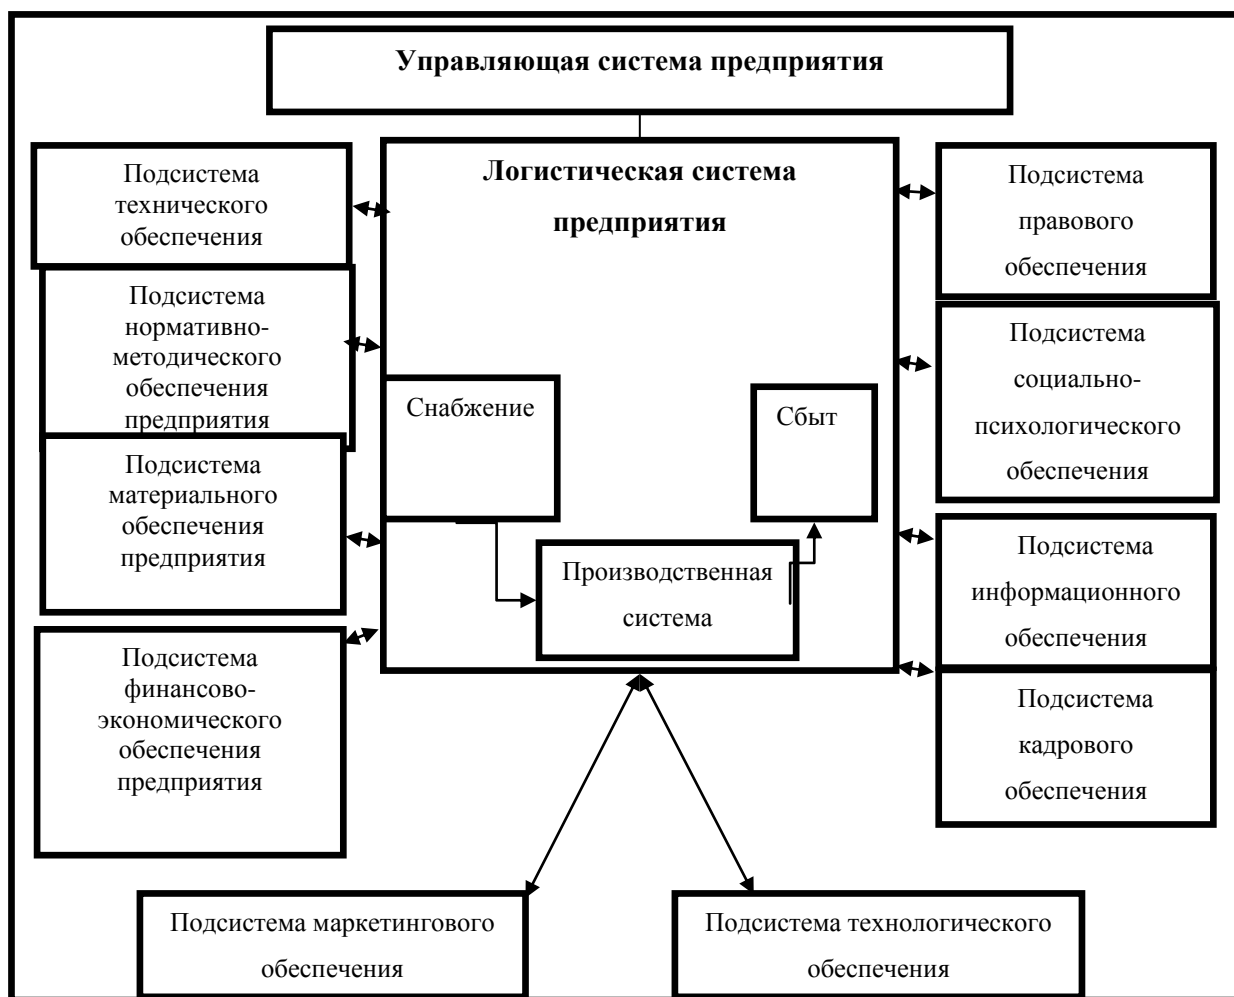 Управляющая система предприятия
Логистическая система
предприятия
Подсистема
технического
обеспечения
Подсистема
нормативно-
методического
обеспечения
предприятия
Подсистема
материального
обеспечения
предприятия
Подсистема
финансово-
экономического
обеспечения
предприятия
Снабжение
Сбыт
Производственная
система
Подсистема
правового
обеспечения
Подсистема
социально-
психологического
обеспечения
Подсистема
информационного
обеспечения
Подсистема
кадрового
обеспечения
Подсистема маркетингового
обеспечения
Подсистема технологического
обеспечения